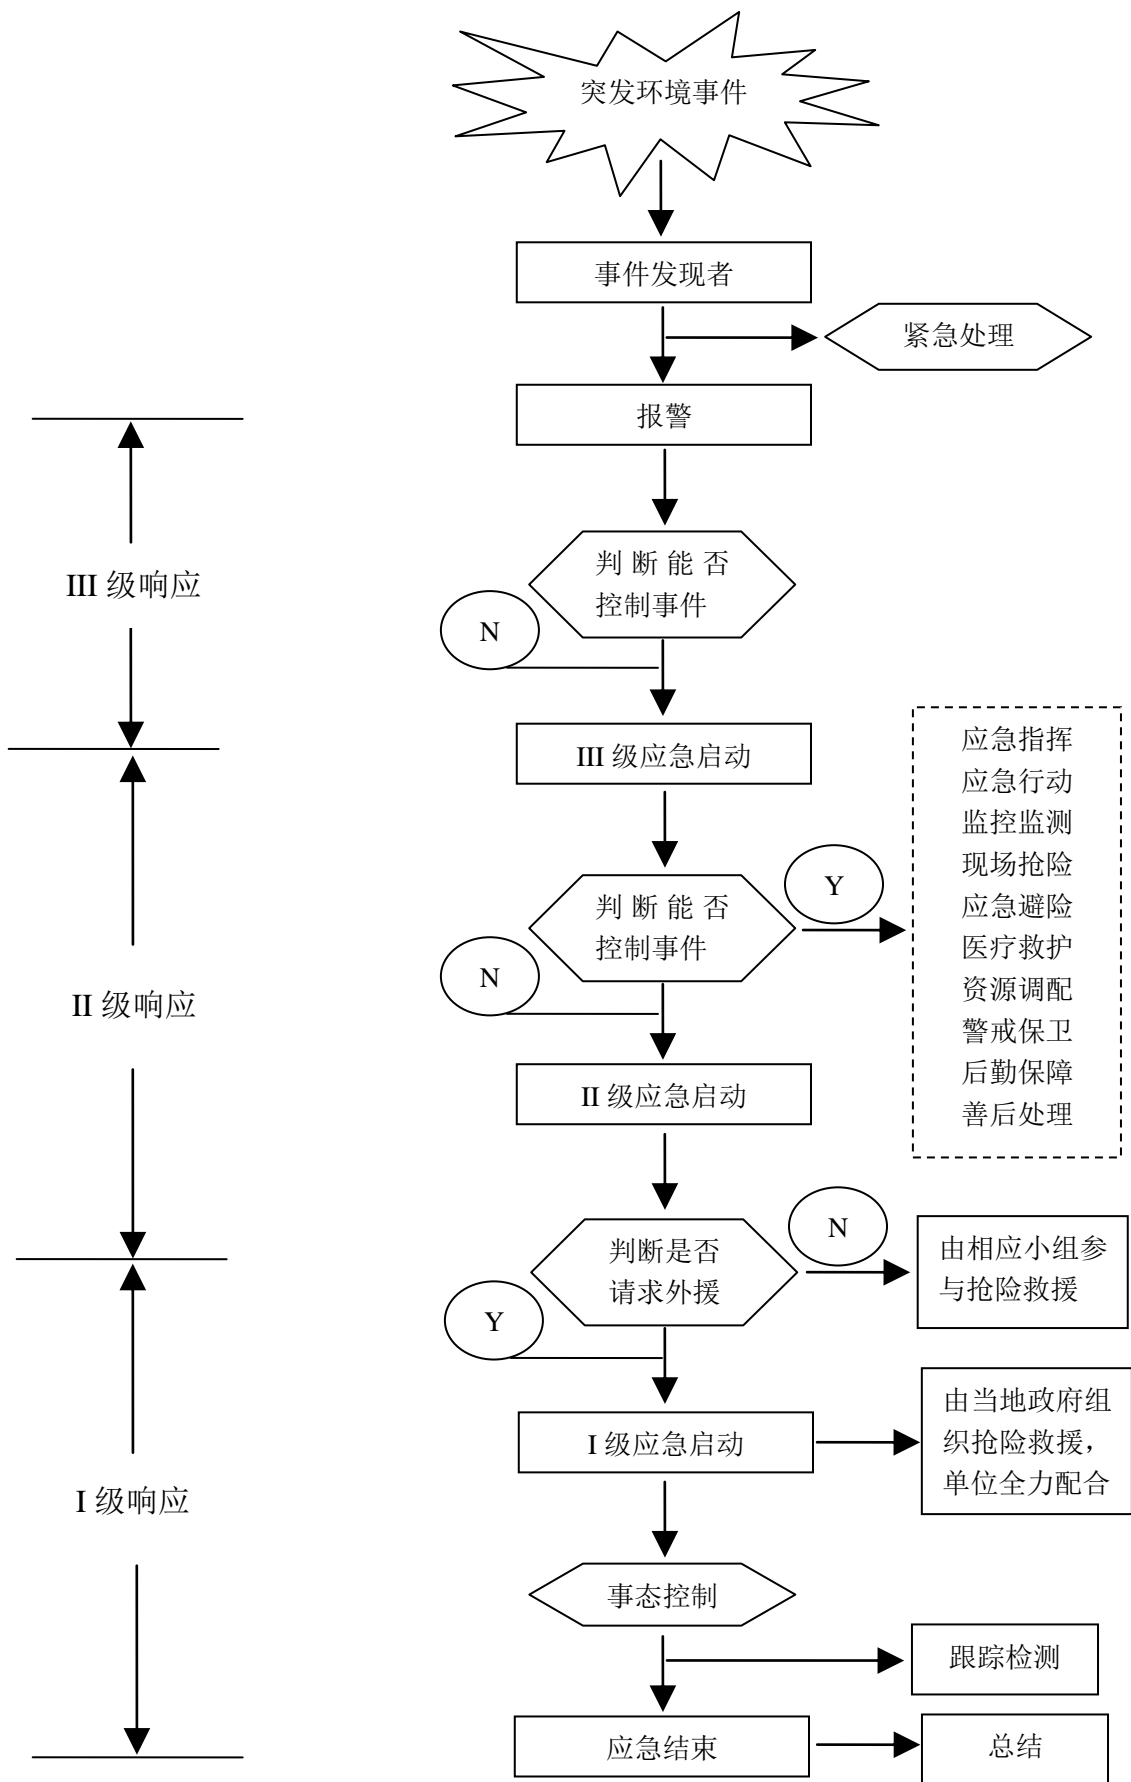 突发环境事件
事件发现者
紧急处理
报警
III 级响应
判断能否
控制事件
N
III 级应急启动
应急指挥
应急行动
监控监测
现场抢险
应急避险
医疗救护
资源调配
警戒保卫
后勤保障
善后处理
判断能否
控制事件
Y
N
II 级响应
II 级应急启动
判断是否
请求外援
N
由相应小组参
与抢险救援
Y
I 级应急启动
由当地政府组
织抢险救援，
单位全力配合
I 级响应
事态控制
跟踪检测
应急结束
总结